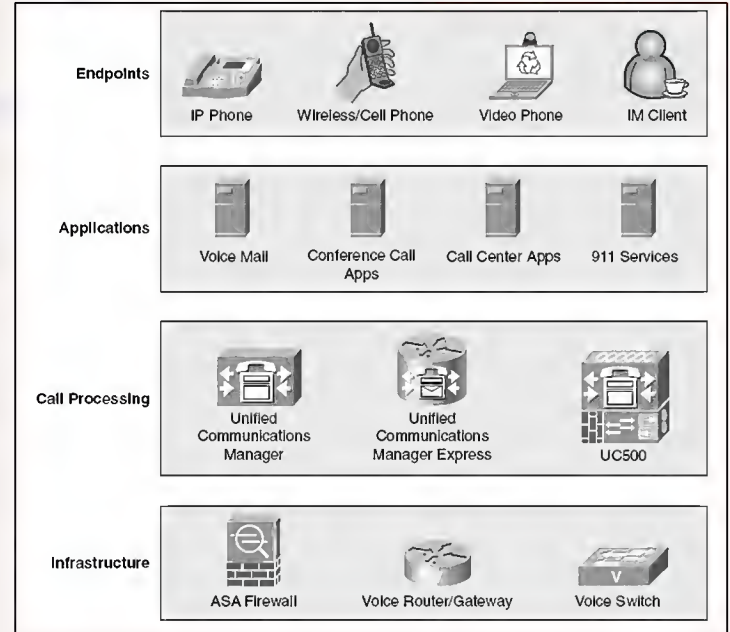 Endpoints
IP Phone
Wireless/Cell Phone
Video Phone
IM Client
Applications
Voice Mail
Conference Call
Apps
Call Center Apps
911 Services
Call Processing
Unified
Communications
Manager
Unified
Communications
Manager Express
UC500
Infrastructure
ASA Firewall
Voice Router/Gateway
V
Voice Switch